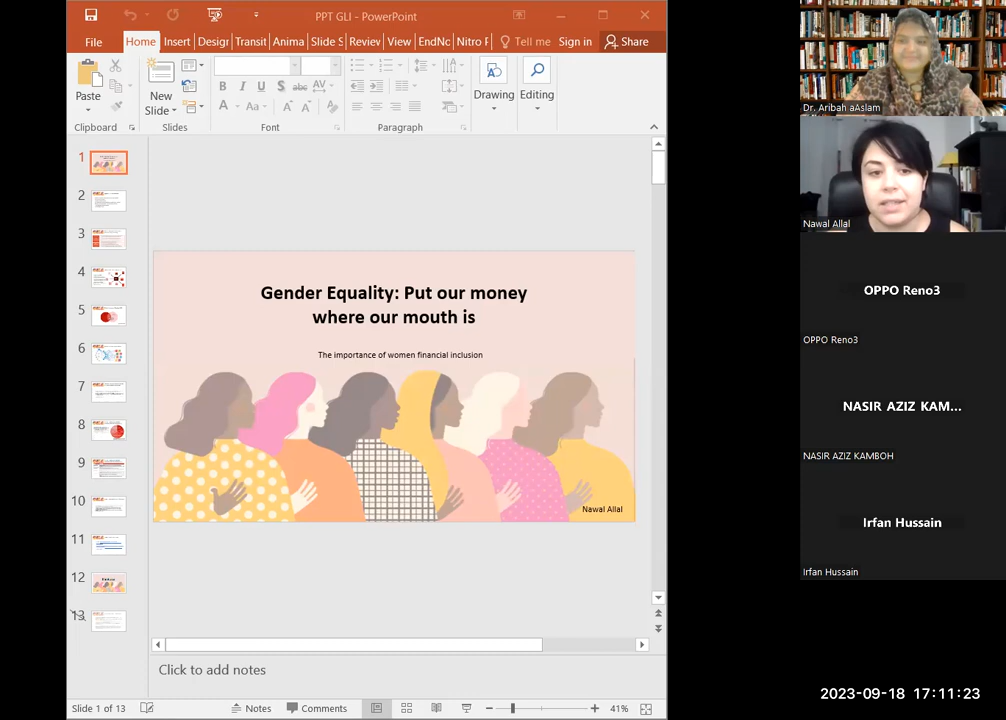 PPT GLI - PowerPoint
File Home Insert Design Transit Anima Slide S Review View EndNc Nitro F Tell me Sign in Share
Paste
New
Slide
Drawing
Editing
B I U S abc AV
A Aa A A
Clipboard Slides Font Paragraph
1
2
3
4
5
6
7
8
9
10
11
12
13
Gender Equality: Put our money
where our mouth is
The importance of women financial inclusion
Nawal Allal
Click to add notes
Slide 1 of 13 Notes Comments 41%
Dr. Aribah aAslam
Nawal Allal
OPPO Reno3
OPPO Reno3
NASIR AZIZ KAM...
NASIR AZIZ KAMBOH
Irfan Hussain
Irfan Hussain
2023-09-18 17:11:23